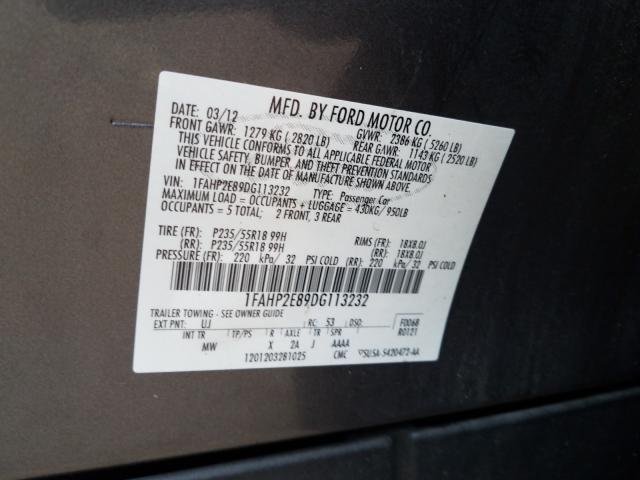 MFD. BY FORD MOTOR CO.
DATE: 03/12 GVWR: 2386 KG ( 5260 LB)
FRONT GAWR: 1279 KG ( 2820 LB) REAR GAWR: 1143 KG ( 2520 LB)
THIS VEHICLE CONFORMS TO ALL APPLICABLE FEDERAL MOTOR
VEHICLE SAFETY, BUMPER, AND THEFT PREVENTION STANDARDS
IN EFFECT ON THE DATE OF MANUFACTURE SHOWN ABOVE.
VIN: 1FAHP2E89DG113232 TYPE: Passenger Car
MAXIMUM LOAD = OCCUPANTS + LUGGAGE = 430KG/ 950LB
OCCUPANTS = 5 TOTAL; 2 FRONT, 3 REAR
TIRE (FR): P235/55R18 99H RIMS (FR): 18X8.0J
(RR): P235/55R18 99H (RR): 18X8.0J
PRESSURE (FR): 220 kPa/ 32 PSI COLD (RR): 220 kPa/ 32 PSI COLD
1FAHP2E89DG113232
TRAILER TOWING - SEE OWNER GUIDE
EXT PNT: UJ RC: 53 DSO: F0068
R0121
INT TR TP/PS R AXLE TR SPR
MW X 2A J AAAA
1201203281025 CMC 5U5A-5420472-AA